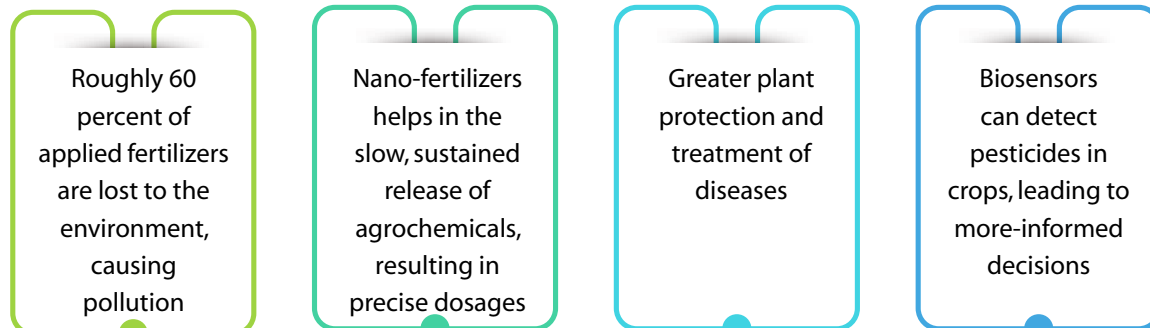 Roughly 60
percent of
applied fertilizers
are lost to the
environment,
causing
pollution
Nano-fertilizers
helps in the
slow, sustained
release of
agrochemicals,
resulting in
precise dosages
Greater plant
protection and
treatment of
diseases
Biosensors
can detect
pesticides in
crops, leading to
more-informed
decisions